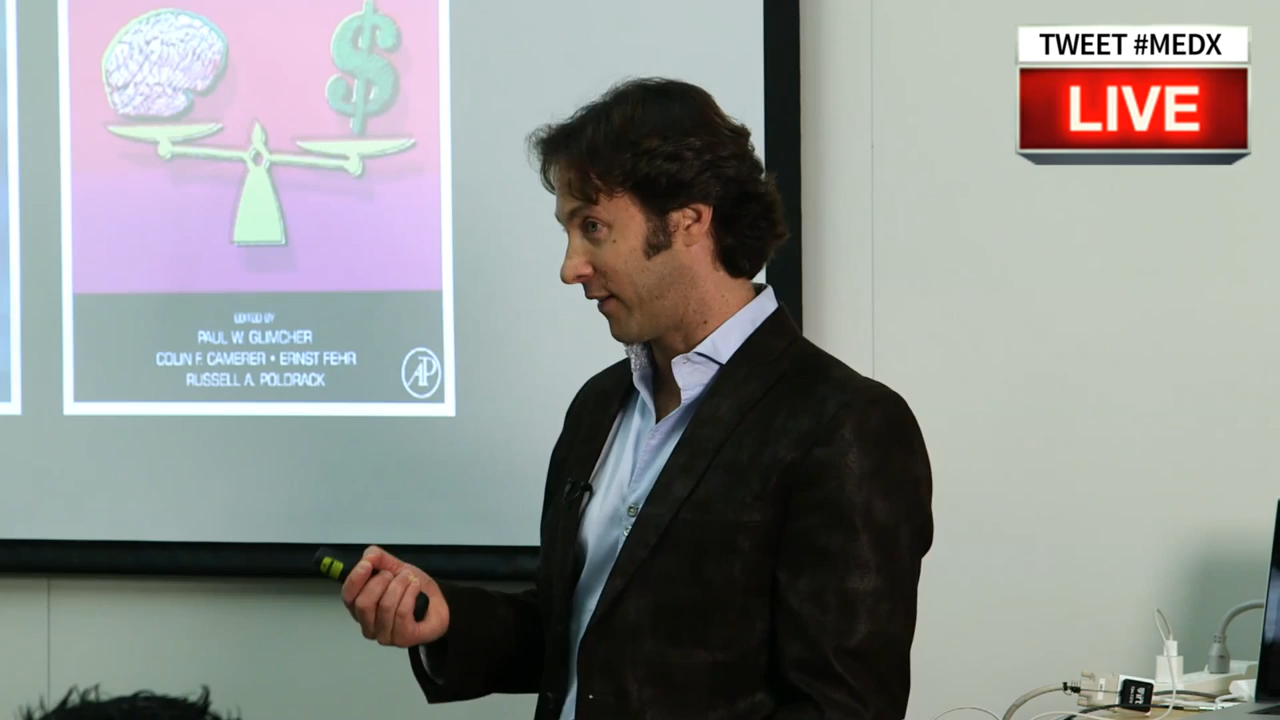 TWEET #MEDX
LIVE
EDITED BY
PAUL W. GLIMCHER
COLIN F. CAMERER • ERNST FEHR
RUSSELL A. POLDRACK
AP